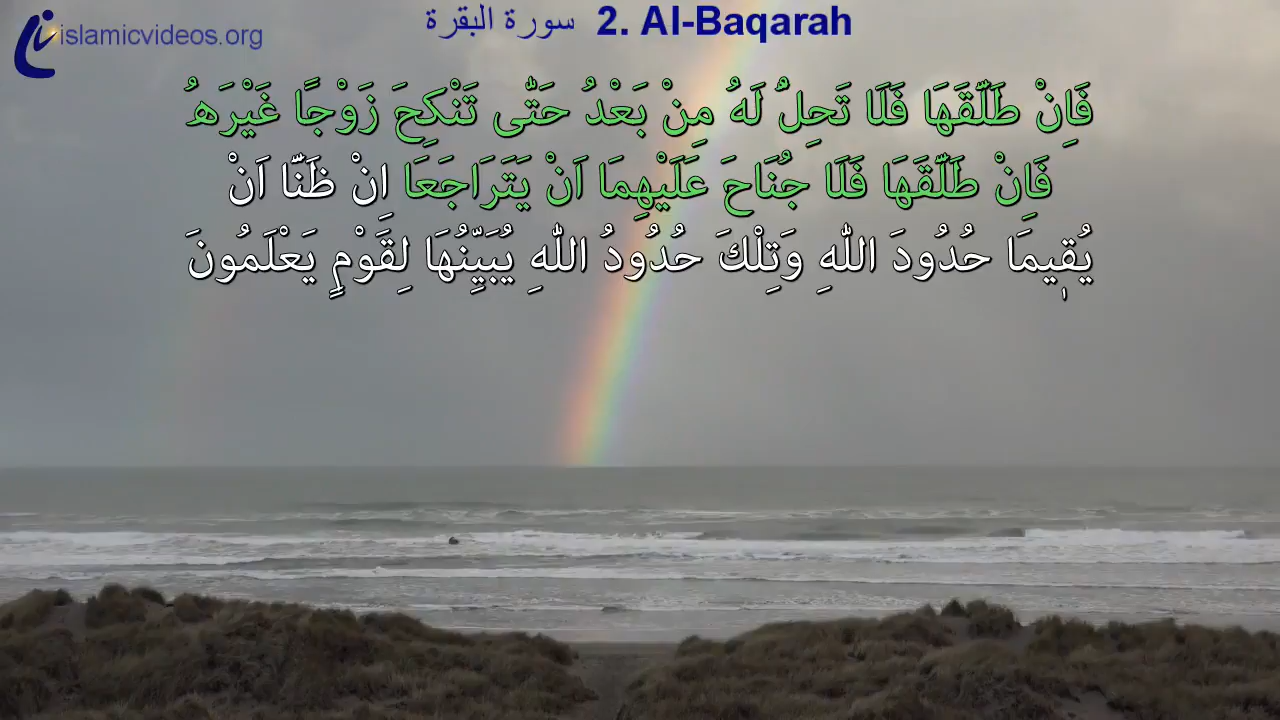 islamicvideos.org
سورة البقرة 2. Al-Baqarah
فَاِنْ طَلَّقَهَا فَلَا تَحِلُّ لَهُ مِنْ بَعْدُ حَتّٰى تَنْكِحَ زَوْجًا غَيْرَهُ
فَاِنْ طَلَّقَهَا فَلَا جُنَاحَ عَلَيْهِمَا اَنْ يَتَرَاجَعَا اِنْ ظَنَّا اَنْ
يُقٖيمَا حُدُودَ اللّٰهِ وَتِلْكَ حُدُودُ اللّٰهِ يُبَيِّنُهَا لِقَوْمٍ يَعْلَمُونَ